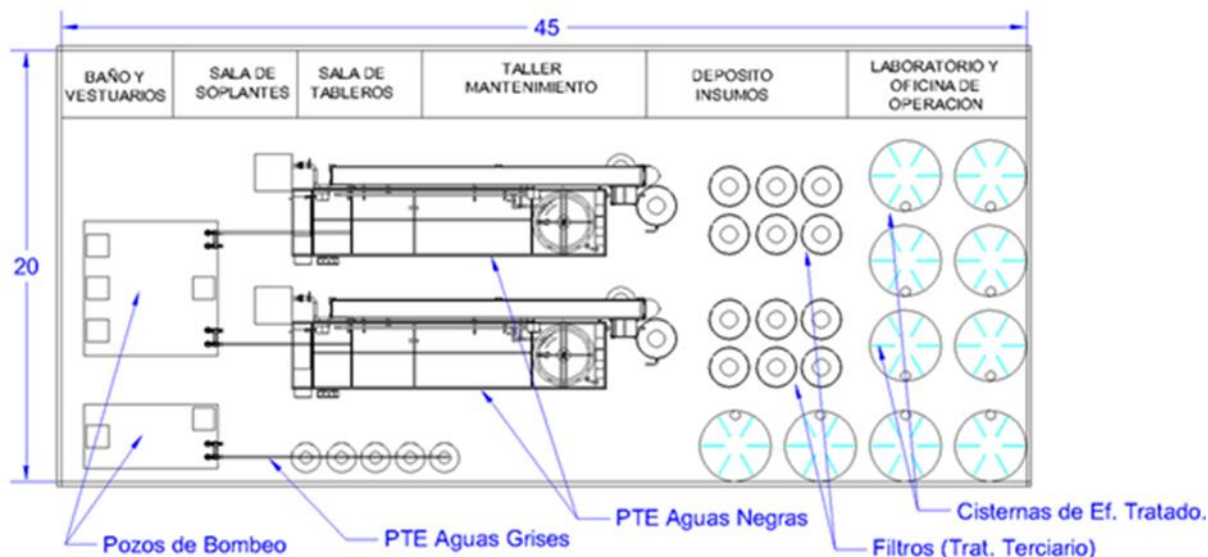 45
BAÑO Y
VESTUARIOS
SALA DE
SOPLANTES
SALA DE
TABLEROS
TALLER
MANTENIMIENTO
DEPOSITO
INSUMOS
LABORATORIO Y
OFICINA DE
OPERACION
20
Pozos de Bombeo
PTE Aguas Grises
PTE Aguas Negras
Cisternas de Ef. Tratado.
Filtros (Trat. Terciario)